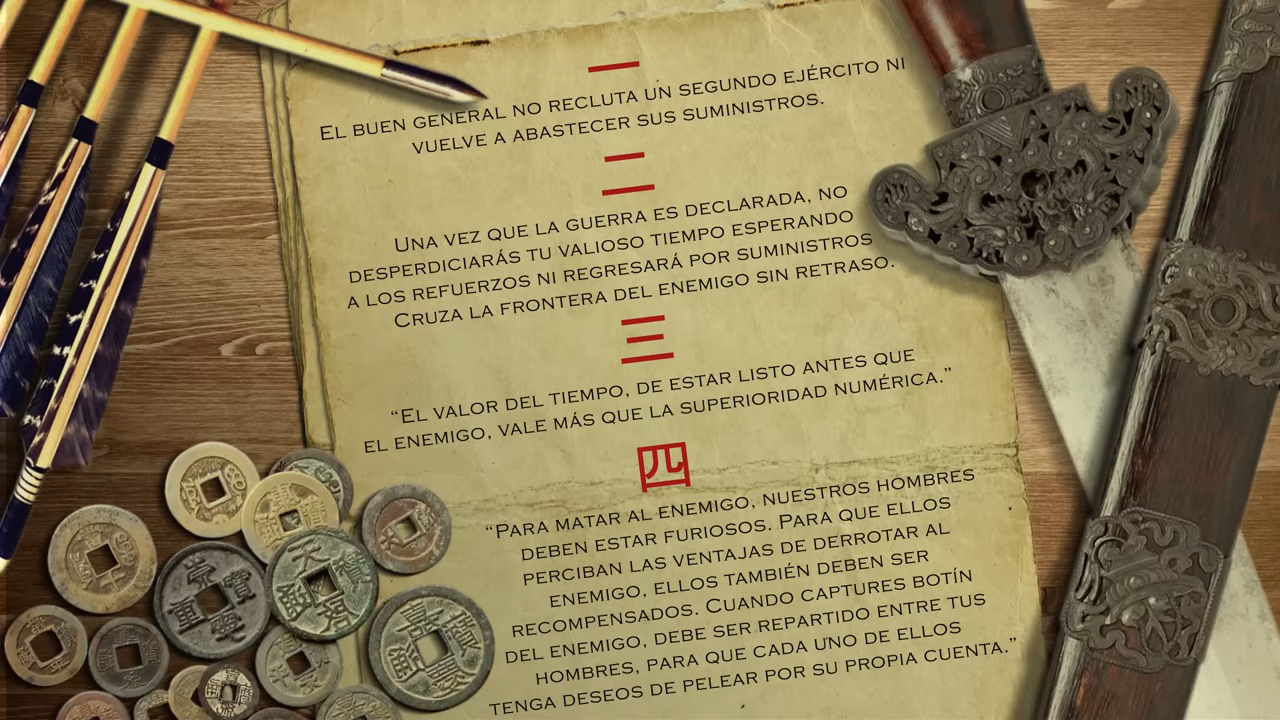 一
El buen general no recluta un segundo ejército ni
vuelve a abastecer sus suministros.
二
Una vez que la guerra es declarada, no
desperdiciarás tu valioso tiempo esperando
a los refuerzos ni regresará por suministros
Cruza la frontera del enemigo sin retraso.
三
“El valor del tiempo, de estar listo antes que
el enemigo, vale más que la superioridad numérica.”
四
“Para matar al enemigo, nuestros hombres
deben estar furiosos. Para que ellos
perciban las ventajas de derrotar al
enemigo, ellos también deben ser
recompensados. Cuando captures botín
del enemigo, debe ser repartido entre tus
hombres, para que cada uno de ellos
tenga deseos de pelear por su propia cuenta.”